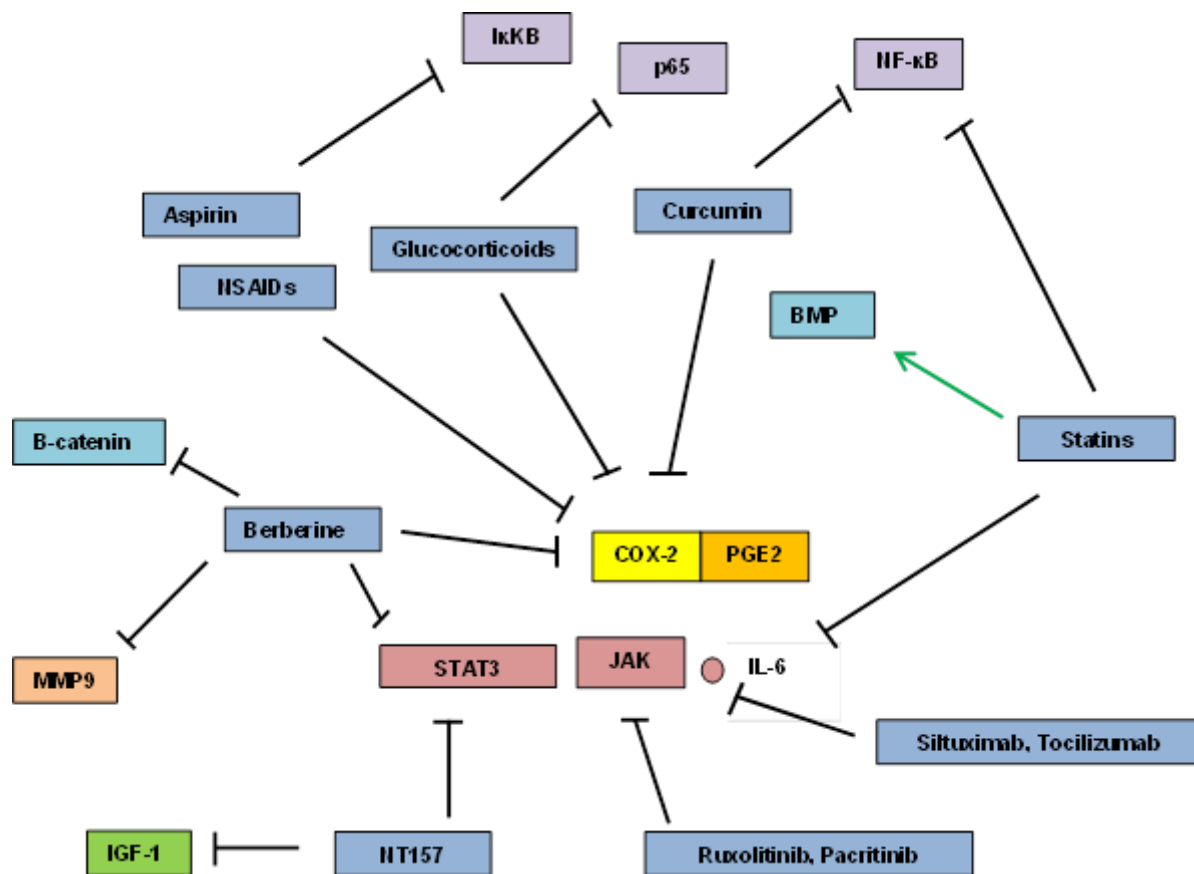 IκKB
p65
NF-κB
Aspirin
Curcumin
Glucocorticoids
NSAIDs
BMP
B-catenin
Statins
Berberine
COX-2
PGE2
MMP9
STAT3
JAK
IL-6
Siltuximab, Tocilizumab
IGF-1
NT157
Ruxolitinib, Pacritinib